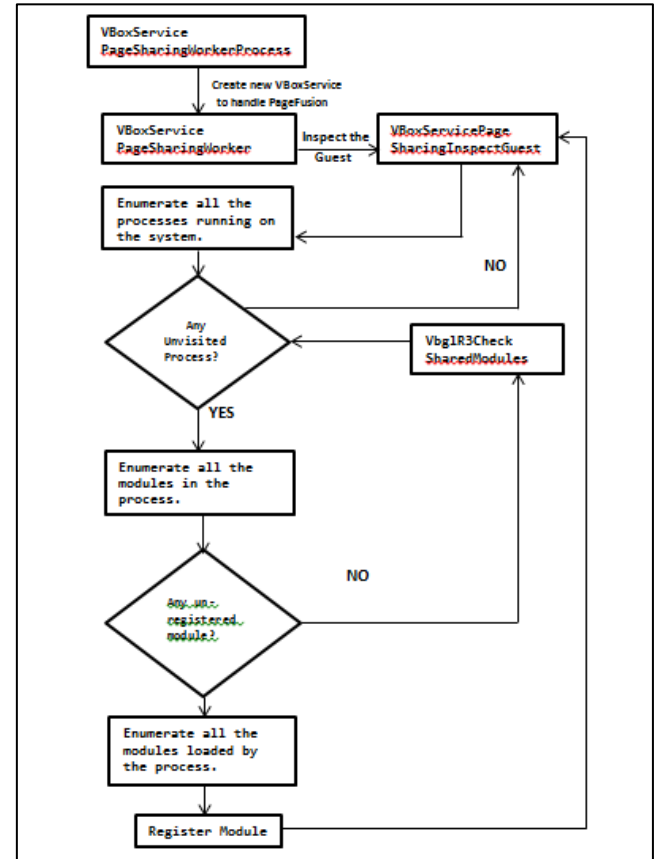 VBoxService
PageSharingWorkerProcess
Create new VBoxService
to handle PageFusion
VBoxService
PageSharingWorker
Inspect the
Guest
VBoxServicePage
SharingInspectGuest
Enumerate all the
processes running on
the system.
NO
Any
Unvisited
Process?
VbglR3Check
SharedModules
YES
Enumerate all the
modules in the
process.
NO
Any un-
registered
module?
Enumerate all the
modules loaded by
the process.
Register Module